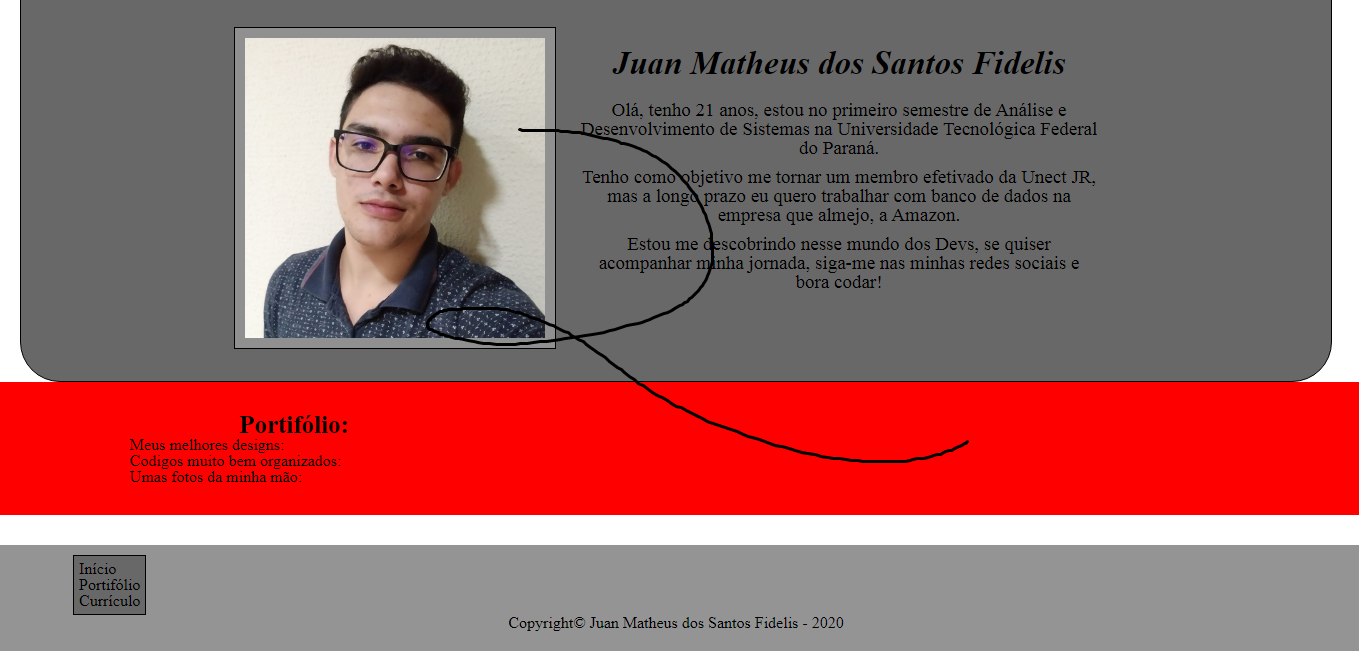 Juan Matheus dos Santos Fidelis
Olá, tenho 21 anos, estou no primeiro semestre de Análise e
Desenvolvimento de Sistemas na Universidade Tecnológica Federal
do Paraná.
Tenho como objetivo me tornar um membro efetivado da Unect JR,
mas a longo prazo eu quero trabalhar com banco de dados na
empresa que almejo, a Amazon.
Estou me descobrindo nesse mundo dos Devs, se quiser
acompanhar minha jornada, siga-me nas minhas redes sociais e
bora codar!
Portifólio:
Meus melhores designs:
Codigos muito bem organizados:
Umas fotos da minha mão:
Início
Portifólio
Currículo
Copyright© Juan Matheus dos Santos Fidelis - 2020